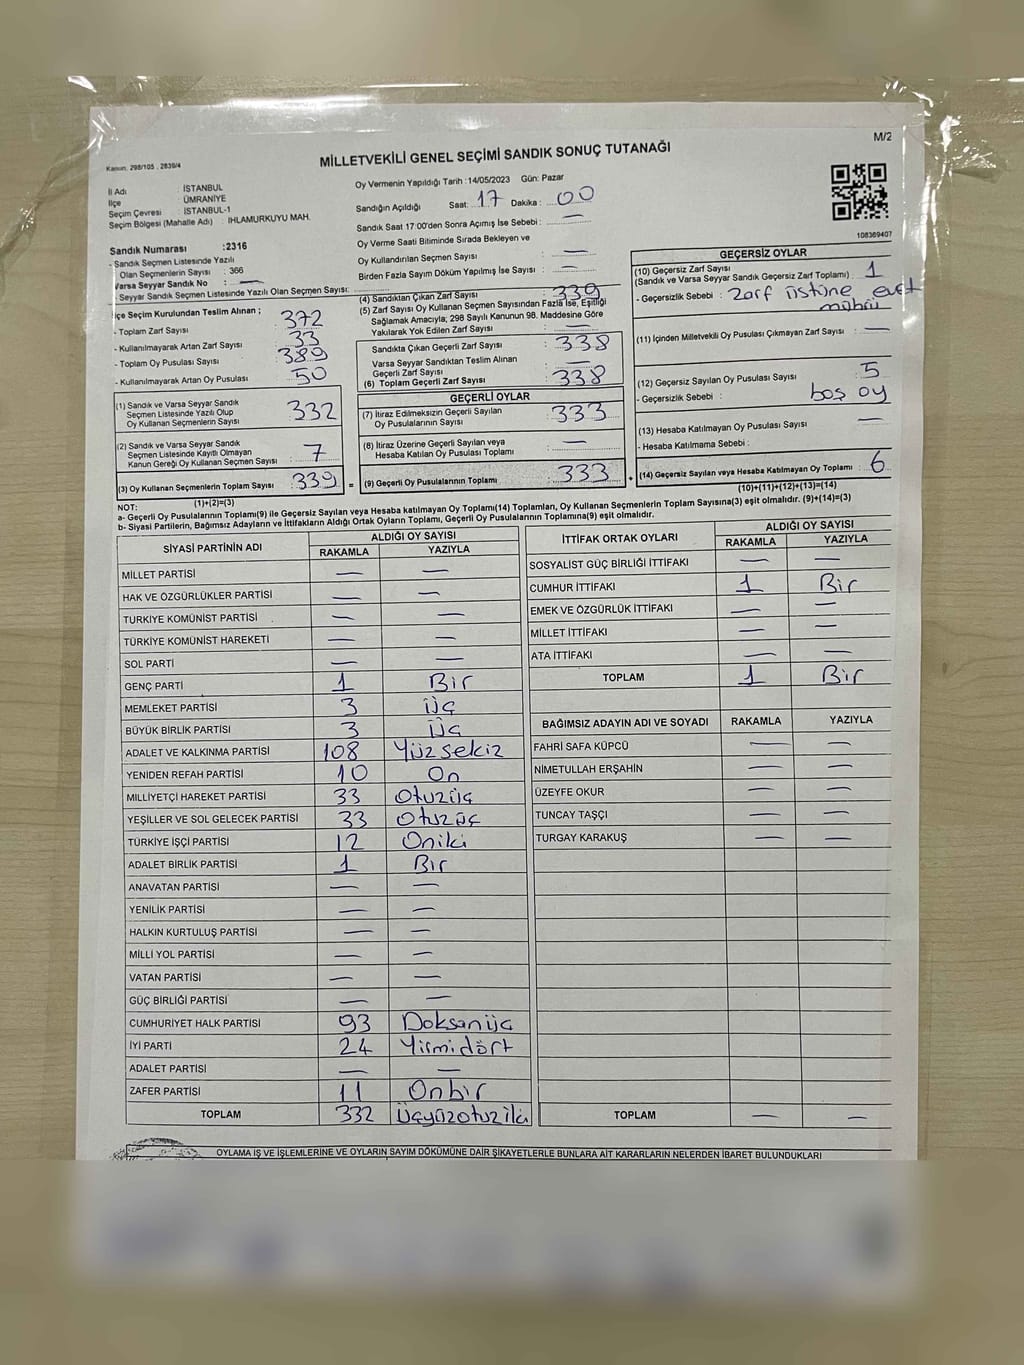 M/2
Kanun. 298/105 . 2839/4
MİLLETVEKİLİ GENEL SEÇİMİ SANDIK SONUÇ TUTANAĞI
İl Adı : İSTANBUL
İlçe : ÜMRANİYE
Seçim Çevresi : İSTANBUL-1
Seçim Bölgesi (Mahalle Adı) : IHLAMURKUYU MAH.
Oy Vermenin Yapıldığı Tarih : 14/05/2023 Gün: Pazar
Sandığın Açıldığı Saat: 17 Dakika : 00
Sandık Saat 17:00'den Sonra Açımış İse Sebebi : —
Oy Verme Saati Bitiminde Sırada Bekleyen ve
Oy Kullandırılan Seçmen Sayısı : —
Birden Fazla Sayım Döküm Yapılmış İse Sayısı : —
108369407
Sandık Numarası :2316
- Sandık Seçmen Listesinde Yazılı
Olan Seçmenlerin Sayısı : 366
Varsa Seyyar Sandık No : —
- Seyyar Sandık Seçmen Listesinde Yazılı Olan Seçmen Sayısı:
İlçe Seçim Kurulundan Teslim Alınan ;
- Toplam Zarf Sayısı : 372
- Kullanılmayarak Artan Zarf Sayısı : 33
- Toplam Oy Pusulası Sayısı : 389
- Kullanılmayarak Artan Oy Pusulası : 50
(1) Sandık ve Varsa Seyyar Sandık
Seçmen Listesinde Yazılı Olup
Oy Kullanan Seçmenlerin Sayısı : 332
(2) Sandık ve Varsa Seyyar Sandık
Seçmen Listesinde Kayıtlı Olmayan
Kanun Gereği Oy Kullanan Seçmen Sayısı : 7
(3) Oy Kullanan Seçmenlerin Toplam Sayısı : 339 =
(1)+(2)=(3)
(4) Sandıktan Çıkan Zarf Sayısı : 339
(5) Zarf Sayısı Oy Kullanan Seçmen Sayısından Fazla İse, Eşitliği
Sağlamak Amacıyla; 298 Sayılı Kanunun 98. Maddesine Göre
Yakılarak Yok Edilen Zarf Sayısı : —
Sandıkta Çıkan Geçerli Zarf Sayısı : 338
Varsa Seyyar Sandıktan Teslim Alınan
Geçerli Zarf Sayısı : —
(6) Toplam Geçerli Zarf Sayısı : 338
GEÇERLİ OYLAR
(7) İtiraz Edilmeksizin Geçerli Sayılan
Oy Pusulalarının Sayısı : 333
(8) İtiraz Üzerine Geçerli Sayılan veya
Hesaba Katılan Oy Pusulası Toplamı : —
(9) Geçerli Oy Pusulalarının Toplamı : 333 +
GEÇERSİZ OYLAR
(10) Geçersiz Zarf Sayısı
(Sandık ve Varsa Seyyar Sandık Geçersiz Zarf Toplamı) : 1
- Geçersizlik Sebebi : Zarf üstüne evet
mührü
(11) İçinden Milletvekili Oy Pusulası Çıkmayan Zarf Sayısı : —
(12) Geçersiz Sayılan Oy Pusulası Sayısı : 5
- Geçersizlik Sebebi : boş oy
(13) Hesaba Katılmayan Oy Pusulası Sayısı : —
- Hesaba Katılmama Sebebi :
(14) Geçersiz Sayılan veya Hesaba Katılmayan Oy Toplamı : 6
(10)+(11)+(12)+(13)=(14)
NOT:
a- Geçerli Oy Pusulalarının Toplamı(9) ile Geçersiz Sayılan veya Hesaba katılmayan Oy Toplamı(14) Toplamları, Oy Kullanan Seçmenlerin Toplam Sayısına(3) eşit olmalıdır. (9)+(14)=(3)
b- Siyasi Partilerin, Bağımsız Adayların ve İttifakların Aldığı Ortak Oyların Toplamı, Geçerli Oy Pusulalarının Toplamına(9) eşit olmalıdır.
SİYASİ PARTİNİN ADI ALDIĞI OY SAYISI
RAKAMLA YAZIYLA
MİLLET PARTİSİ — —
HAK VE ÖZGÜRLÜKLER PARTİSİ — —
TÜRKİYE KOMÜNİST PARTİSİ — —
TÜRKİYE KOMÜNİST HAREKETİ — —
SOL PARTİ — —
GENÇ PARTİ 1 Bir
MEMLEKET PARTİSİ 3 üç
BÜYÜK BİRLİK PARTİSİ 3 üç
ADALET VE KALKINMA PARTİSİ 108 Yüzsekiz
YENİDEN REFAH PARTİSİ 10 On
MİLLİYETÇİ HAREKET PARTİSİ 33 Otuzüç
YEŞİLLER VE SOL GELECEK PARTİSİ 33 Otuzüç
TÜRKİYE İŞÇİ PARTİSİ 12 Oniki
ADALET BİRLİK PARTİSİ 1 Bir
ANAVATAN PARTİSİ — —
YENİLİK PARTİSİ — —
HALKIN KURTULUŞ PARTİSİ — —
MİLLİ YOL PARTİSİ — —
VATAN PARTİSİ — —
GÜÇ BİRLİĞİ PARTİSİ — —
CUMHURİYET HALK PARTİSİ 93 Doksanüç
İYİ PARTİ 24 Yirmidört
ADALET PARTİSİ — —
ZAFER PARTİSİ 11 Onbir
TOPLAM 332 Üçyüzotuziki
İTTİFAK ORTAK OYLARI ALDIĞI OY SAYISI
RAKAMLA YAZIYLA
SOSYALİST GÜÇ BİRLİĞİ İTTİFAKI — —
CUMHUR İTTİFAKI 1 Bir
EMEK VE ÖZGÜRLÜK İTTİFAKI — —
MİLLET İTTİFAKI — —
ATA İTTİFAKI — —
TOPLAM 1 Bir
BAĞIMSIZ ADAYIN ADI VE SOYADI RAKAMLA YAZIYLA
FAHRİ SAFA KÜPCÜ — —
NİMETULLAH ERŞAHİN — —
ÜZEYFE OKUR — —
TUNCAY TAŞÇI — —
TURGAY KARAKUŞ — —
TOPLAM — —
OYLAMA İŞ VE İŞLEMLERİNE VE OYLARIN SAYIM DÖKÜMÜNE DAİR ŞİKAYETLERLE BUNLARA AİT KARARLARIN NELERDEN İBARET BULUNDUKLARI